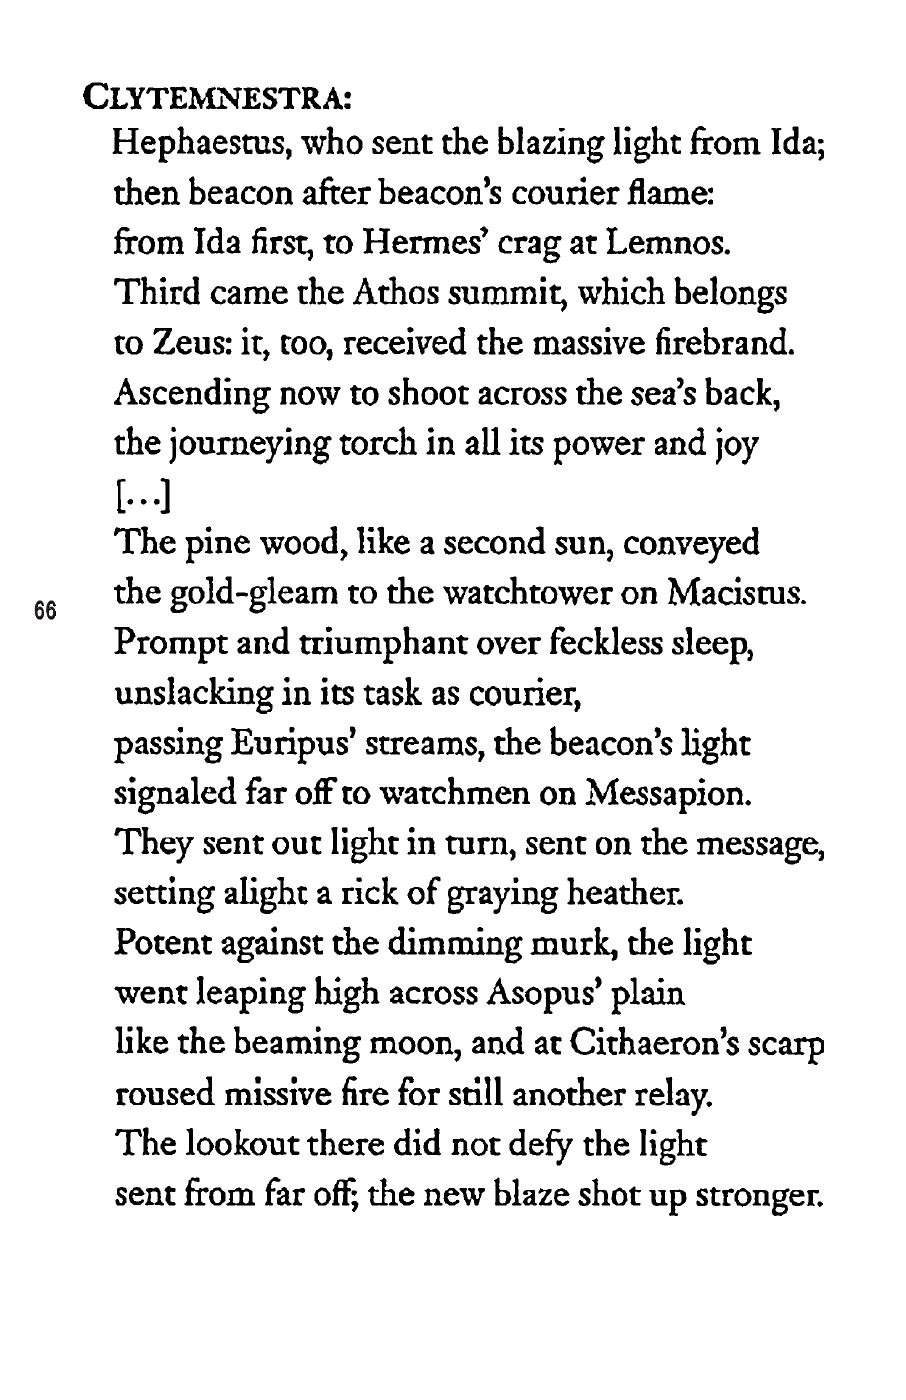 CLYTEMNESTRA:
Hephaestus, who sent the blazing light from Ida;
then beacon after beacon’s courier flame:
from Ida first, to Hermes’ crag at Lemnos.
Third came the Athos summit, which belongs
to Zeus: it, too, received the massive firebrand.
Ascending now to shoot across the sea’s back,
the journeying torch in all its power and joy
[…]
The pine wood, like a second sun, conveyed
the gold-gleam to the watchtower on Macistus.
66
Prompt and triumphant over feckless sleep,
unslacking in its task as courier,
passing Euripus’ streams, the beacon’s light
signaled far off to watchmen on Messapion.
They sent out light in turn, sent on the message,
setting alight a rick of graying heather.
Potent against the dimming murk, the light
went leaping high across Asopus’ plain
like the beaming moon, and at Cithaeron’s scarp
roused missive fire for still another relay.
The lookout there did not defy the light
sent from far off; the new blaze shot up stronger.